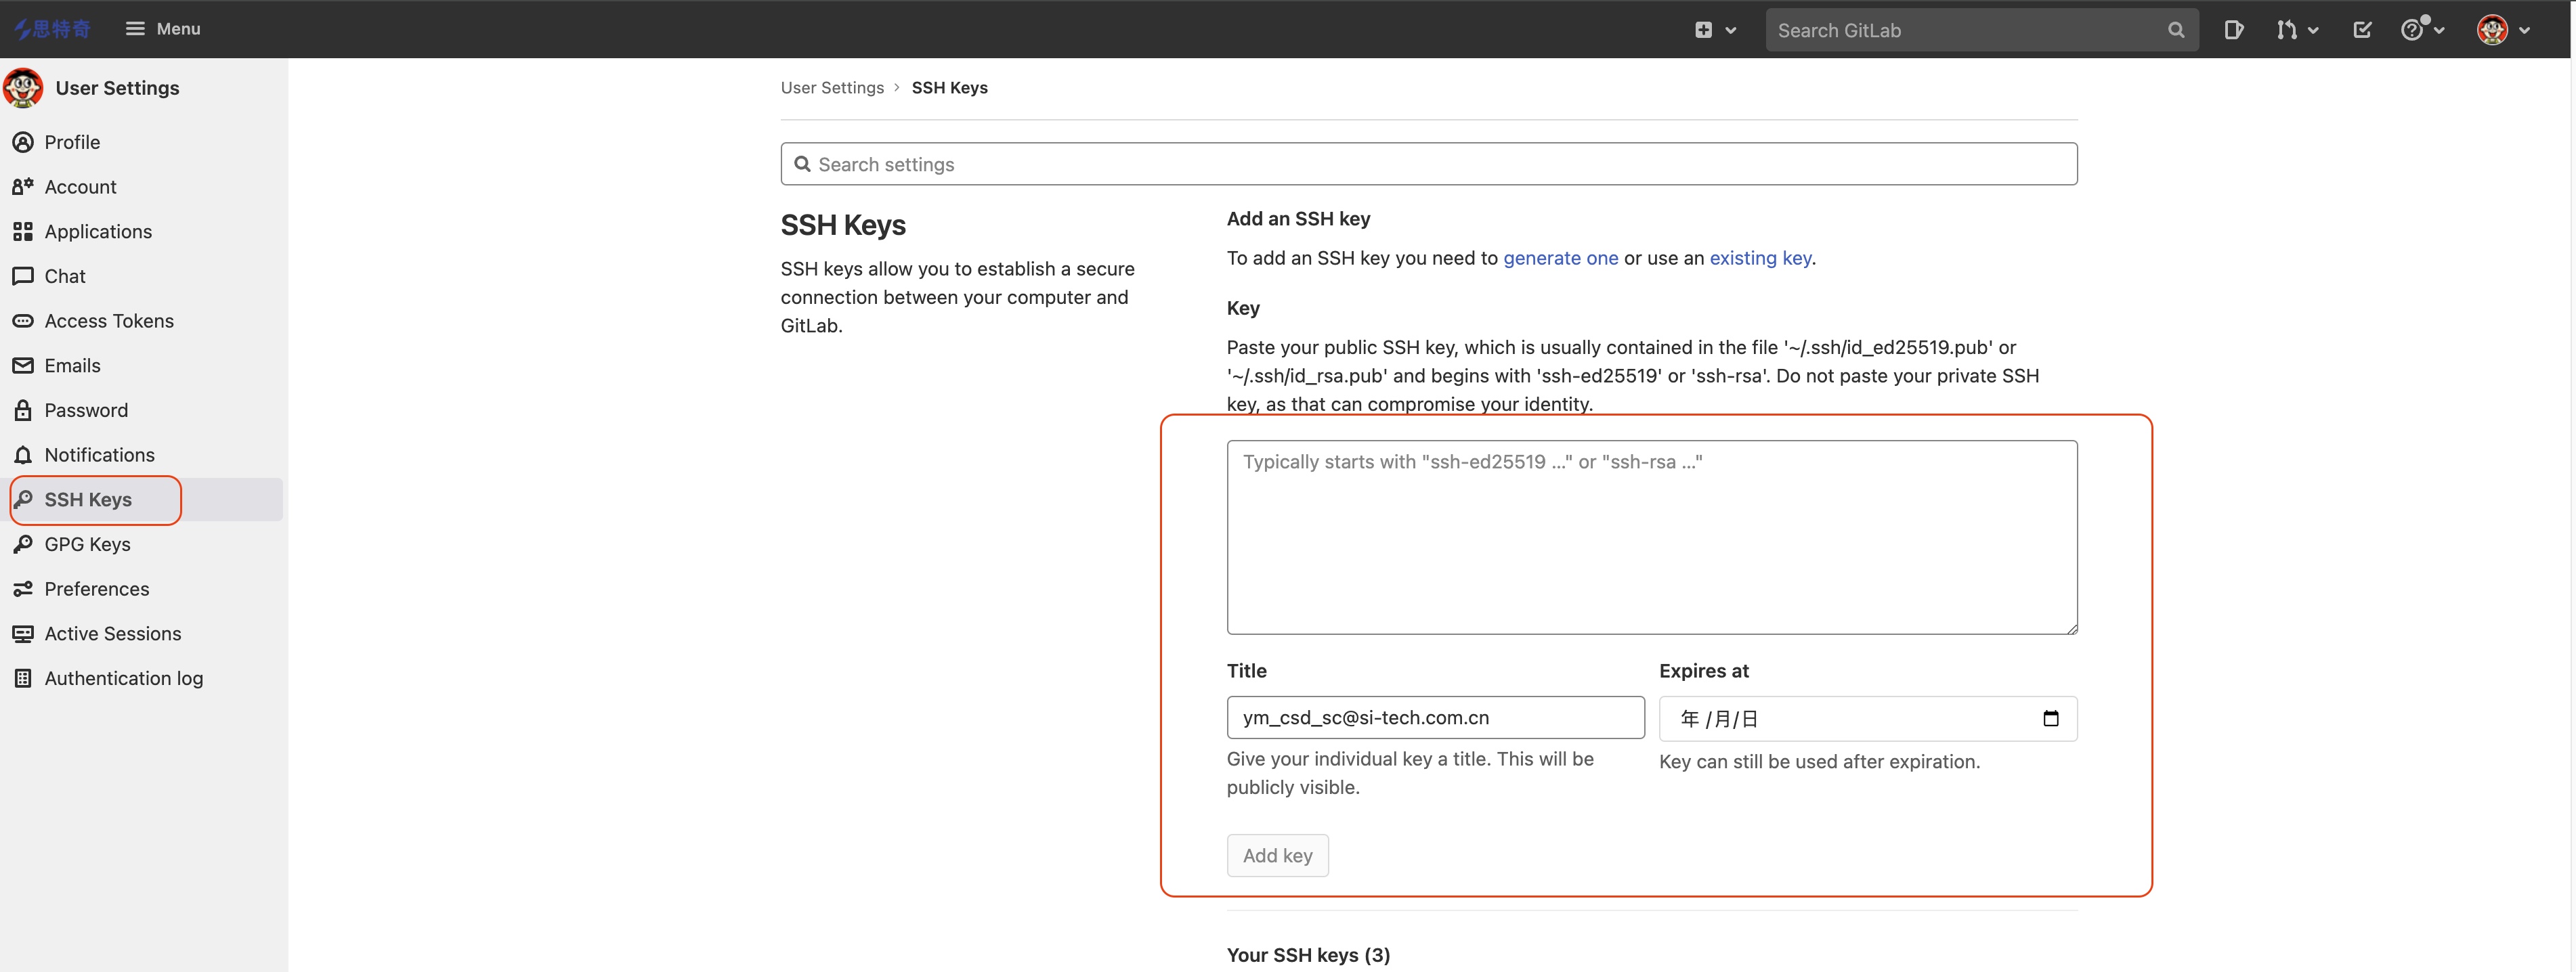 思特奇
Menu
Search GitLab
User Settings
Profile
Account
Applications
Chat
Access Tokens
Emails
Password
Notifications
SSH Keys
GPG Keys
Preferences
Active Sessions
Authentication log
User Settings › SSH Keys
Search settings
SSH Keys
SSH keys allow you to establish a secure
connection between your computer and
GitLab.
Add an SSH key
To add an SSH key you need to generate one or use an existing key.
Key
Paste your public SSH key, which is usually contained in the file '~/.ssh/id_ed25519.pub' or
'~/.ssh/id_rsa.pub' and begins with 'ssh-ed25519' or 'ssh-rsa'. Do not paste your private SSH
key, as that can compromise your identity.
Typically starts with "ssh-ed25519 ..." or "ssh-rsa ..."
Title
ym_csd_sc@si-tech.com.cn
Give your individual key a title. This will be
publicly visible.
Expires at
年 /月/日
Key can still be used after expiration.
Add key
Your SSH keys (3)